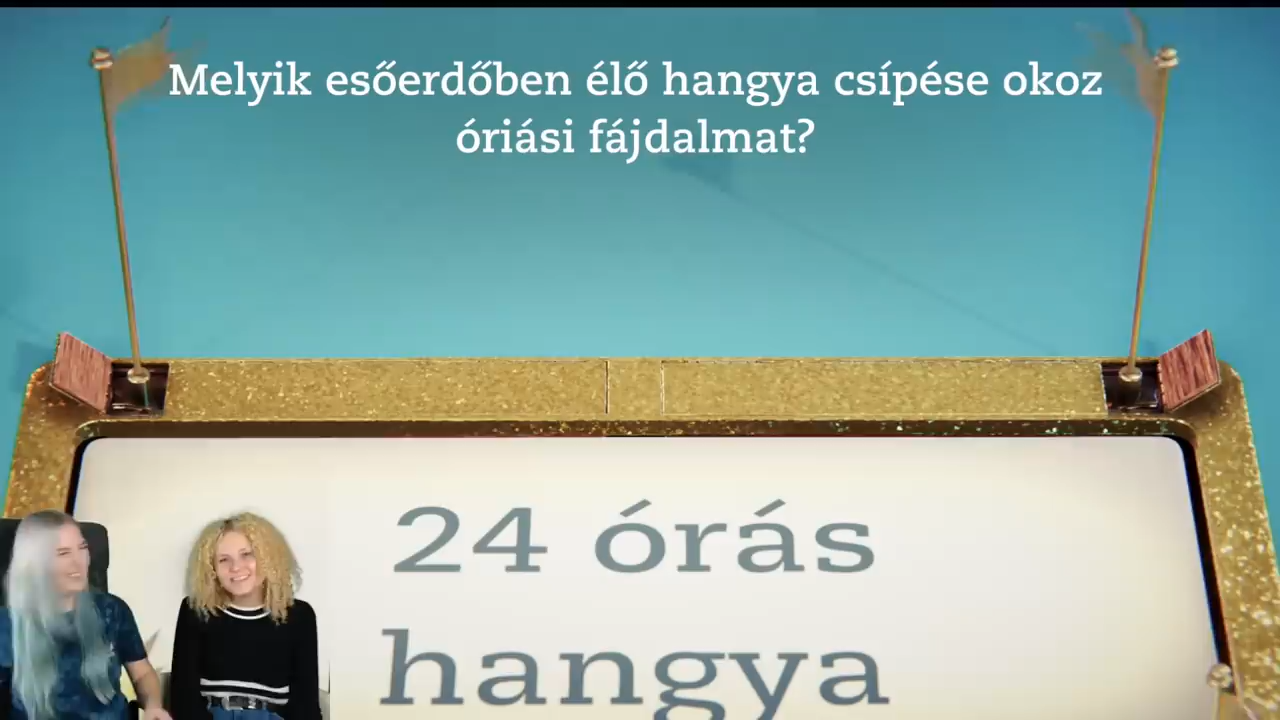 Melyik esőerdőben élő hangya csípése okoz
óriási fájdalmat?
24 órás
hangya